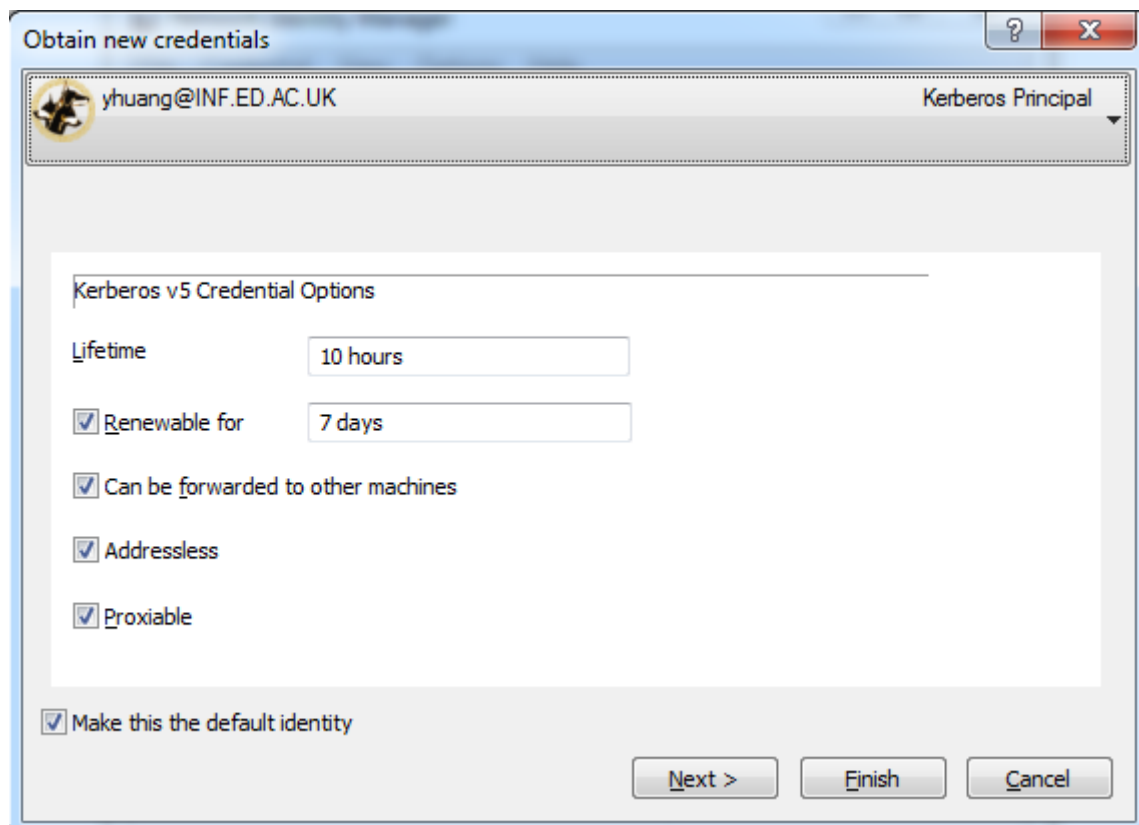 Obtain new credentials
yhuang@INF.ED.AC.UK Kerberos Principal
Kerberos v5 Credential Options
Lifetime 10 hours
Renewable for 7 days
Can be forwarded to other machines
Addressless
Proxiable
Make this the default identity
Next > Finish Cancel